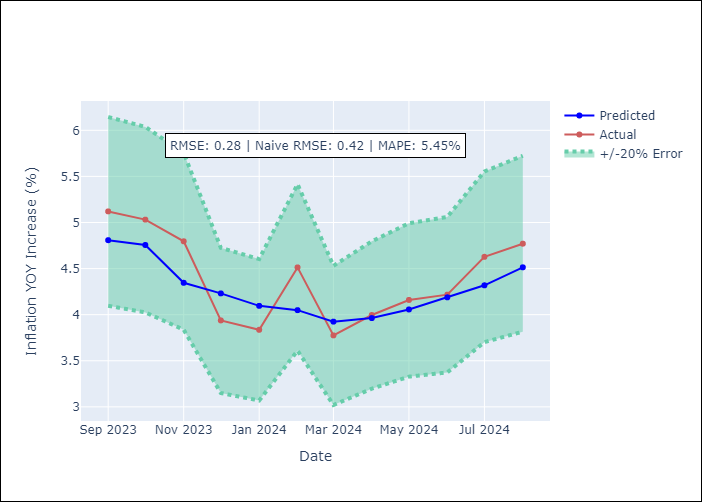 RMSE: 0.28 | Naive RMSE: 0.42 | MAPE: 5.45%
Predicted
Actual
+/-20% Error
Inflation YOY Increase (%)
6
5.5
5
4.5
4
3.5
3
Sep 2023
Nov 2023
Jan 2024
Mar 2024
May 2024
Jul 2024
Date